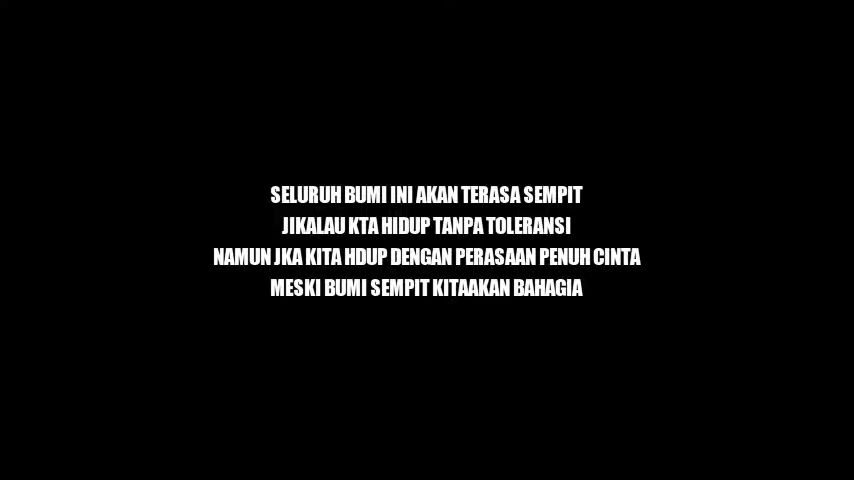 SELURUH BUMI INI AKAN TERASA SEMPIT
JIKALAU KTA HIDUP TANPA TOLERANSI
NAMUN JKA KITA HDUP DENGAN PERASAAN PENUH CINTA
MESKI BUMI SEMPIT KITAAKAN BAHAGIA